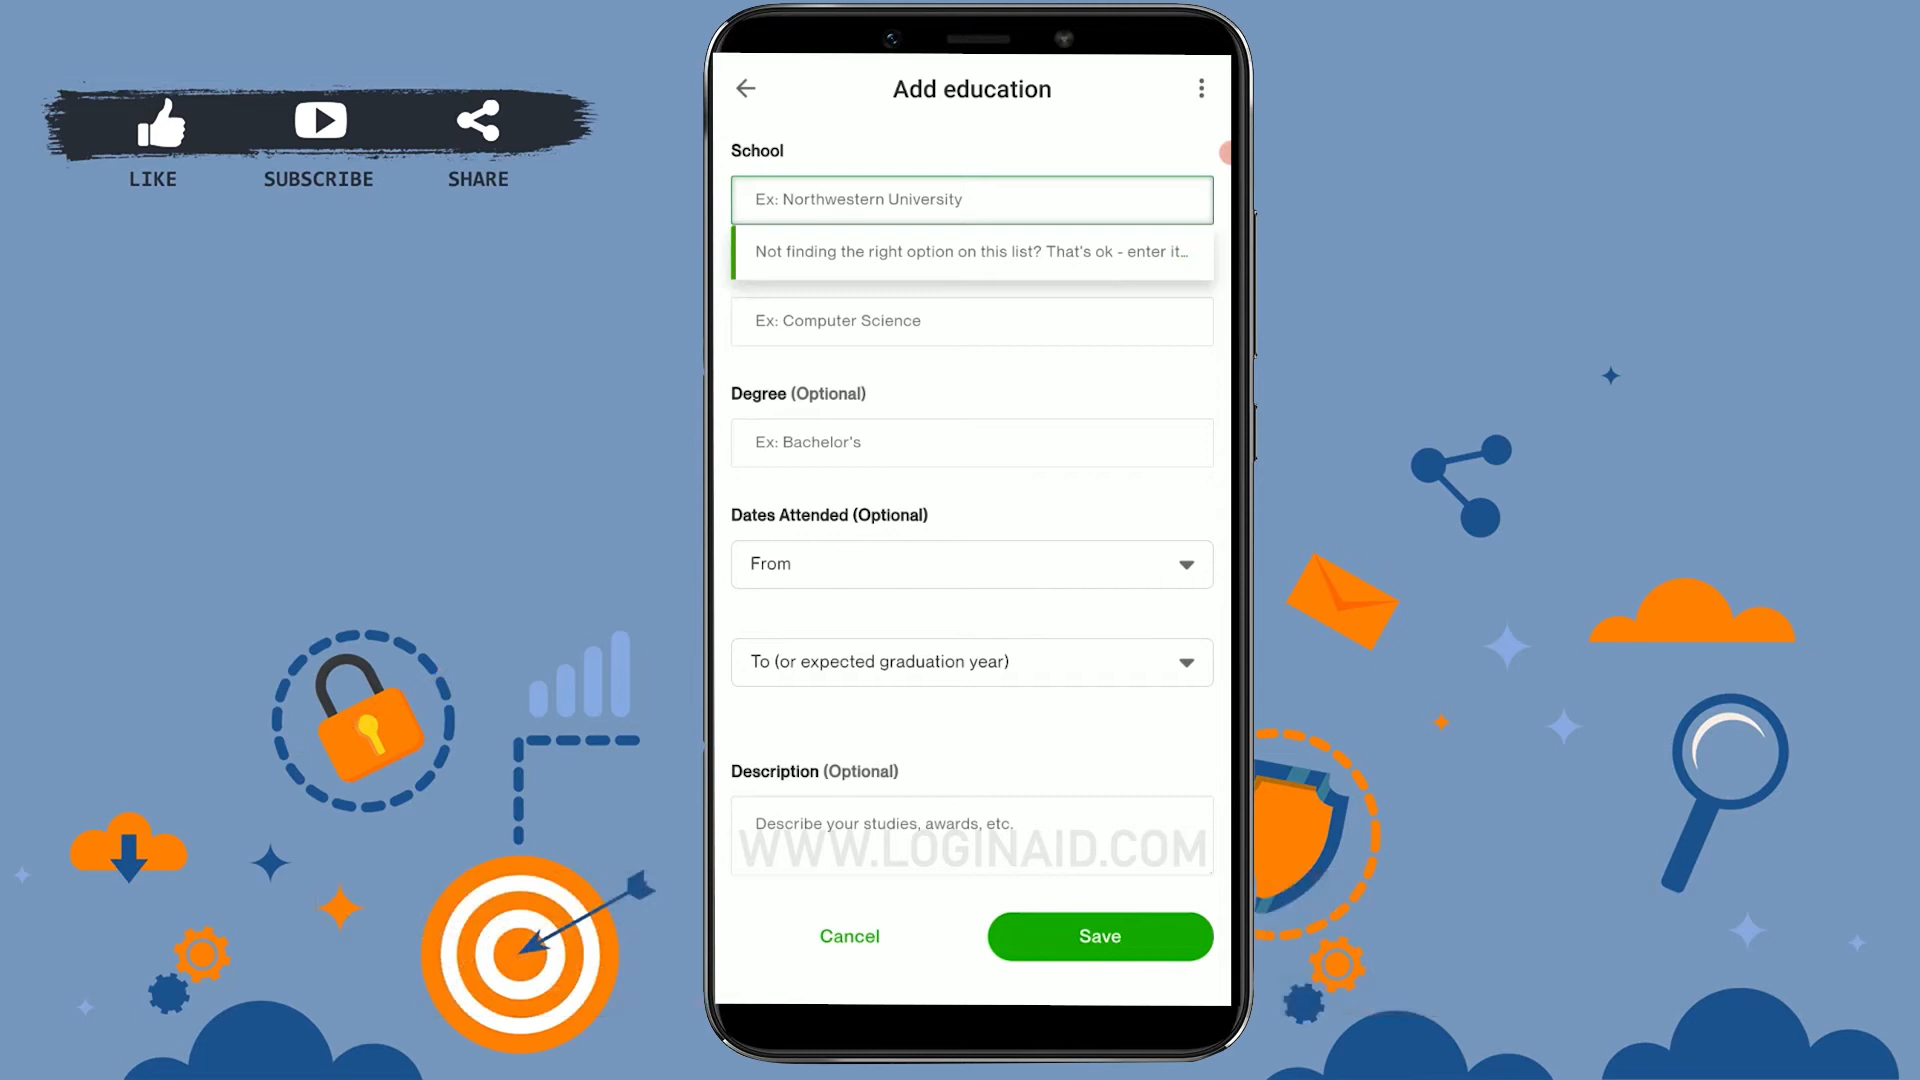 LIKE
SUBSCRIBE
SHARE
Add education
School
Ex: Northwestern University
Not finding the right option on this list? That's ok - enter it...
Ex: Computer Science
Degree (Optional)
Ex: Bachelor's
Dates Attended (Optional)
From
To (or expected graduation year)
Description (Optional)
Describe your studies, awards, etc.
WWW.LOGINAID.COM
Cancel
Save